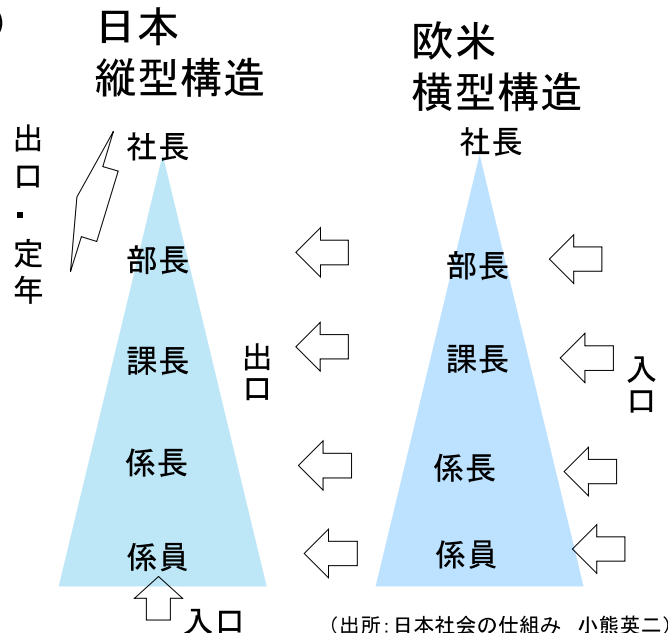 ）
日本
縦型構造
出口・定年
社長
部長
課長
係長
係員
入口
出口
欧米
横型構造
社長
部長
課長
係長
係員
入口
（出所：日本社会の仕組み　小熊英二）